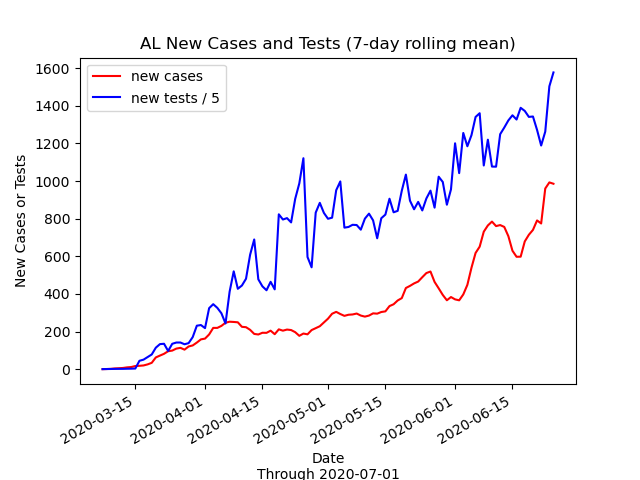 AL New Cases and Tests (7-day rolling mean)
new cases
new tests / 5
1600
1400
1200
1000
800
600
400
200
0
New Cases or Tests
2020-03-15
2020-04-01
2020-04-15
2020-05-01
2020-05-15
2020-06-01
2020-06-15
Date
Through 2020-07-01